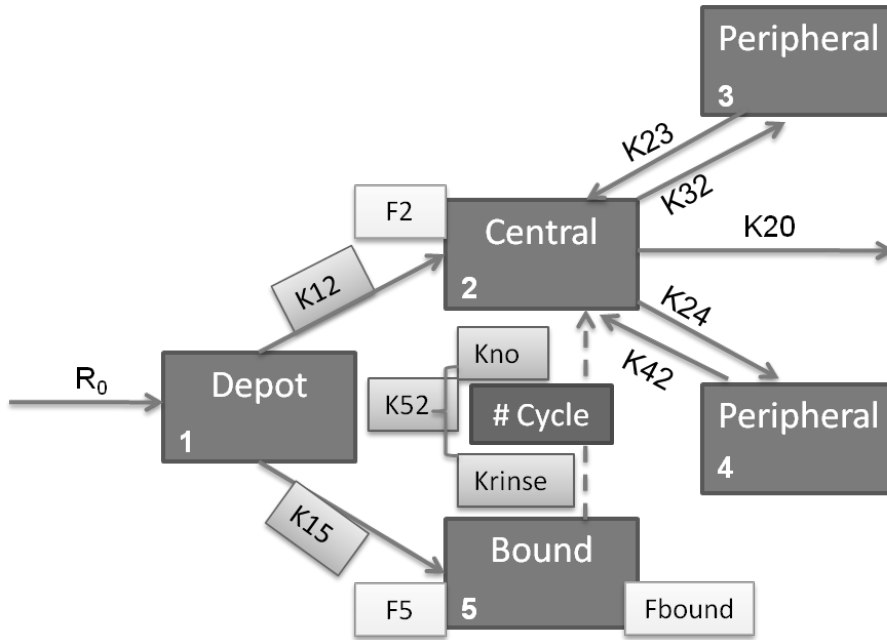 Peripheral
3
K23
K32
F2
Central
2
K20
K12
K24
K42
Kno
R₀
Depot
1
K52
# Cycle
Peripheral
4
Krinse
K15
Bound
5
F5
Fbound